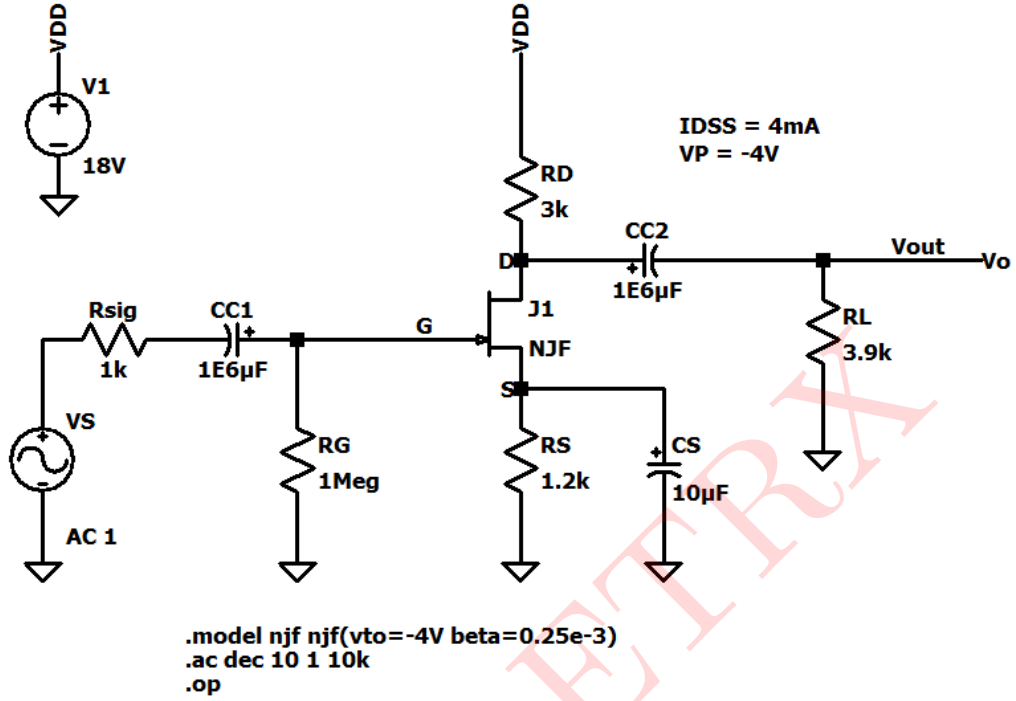 VDD
V1
18V
VDD
IDSS = 4mA
VP = -4V
RD
3k
CC2
1E6µF
D
Vout
Vo
Rsig
1k
CC1
1E6µF
G
J1
NJF
RL
3.9k
S
VS
AC 1
RG
1Meg
RS
1.2k
CS
10µF
.model njf njf(vto=-4V beta=0.25e-3)
.ac dec 10 1 10k
.op
ETRX